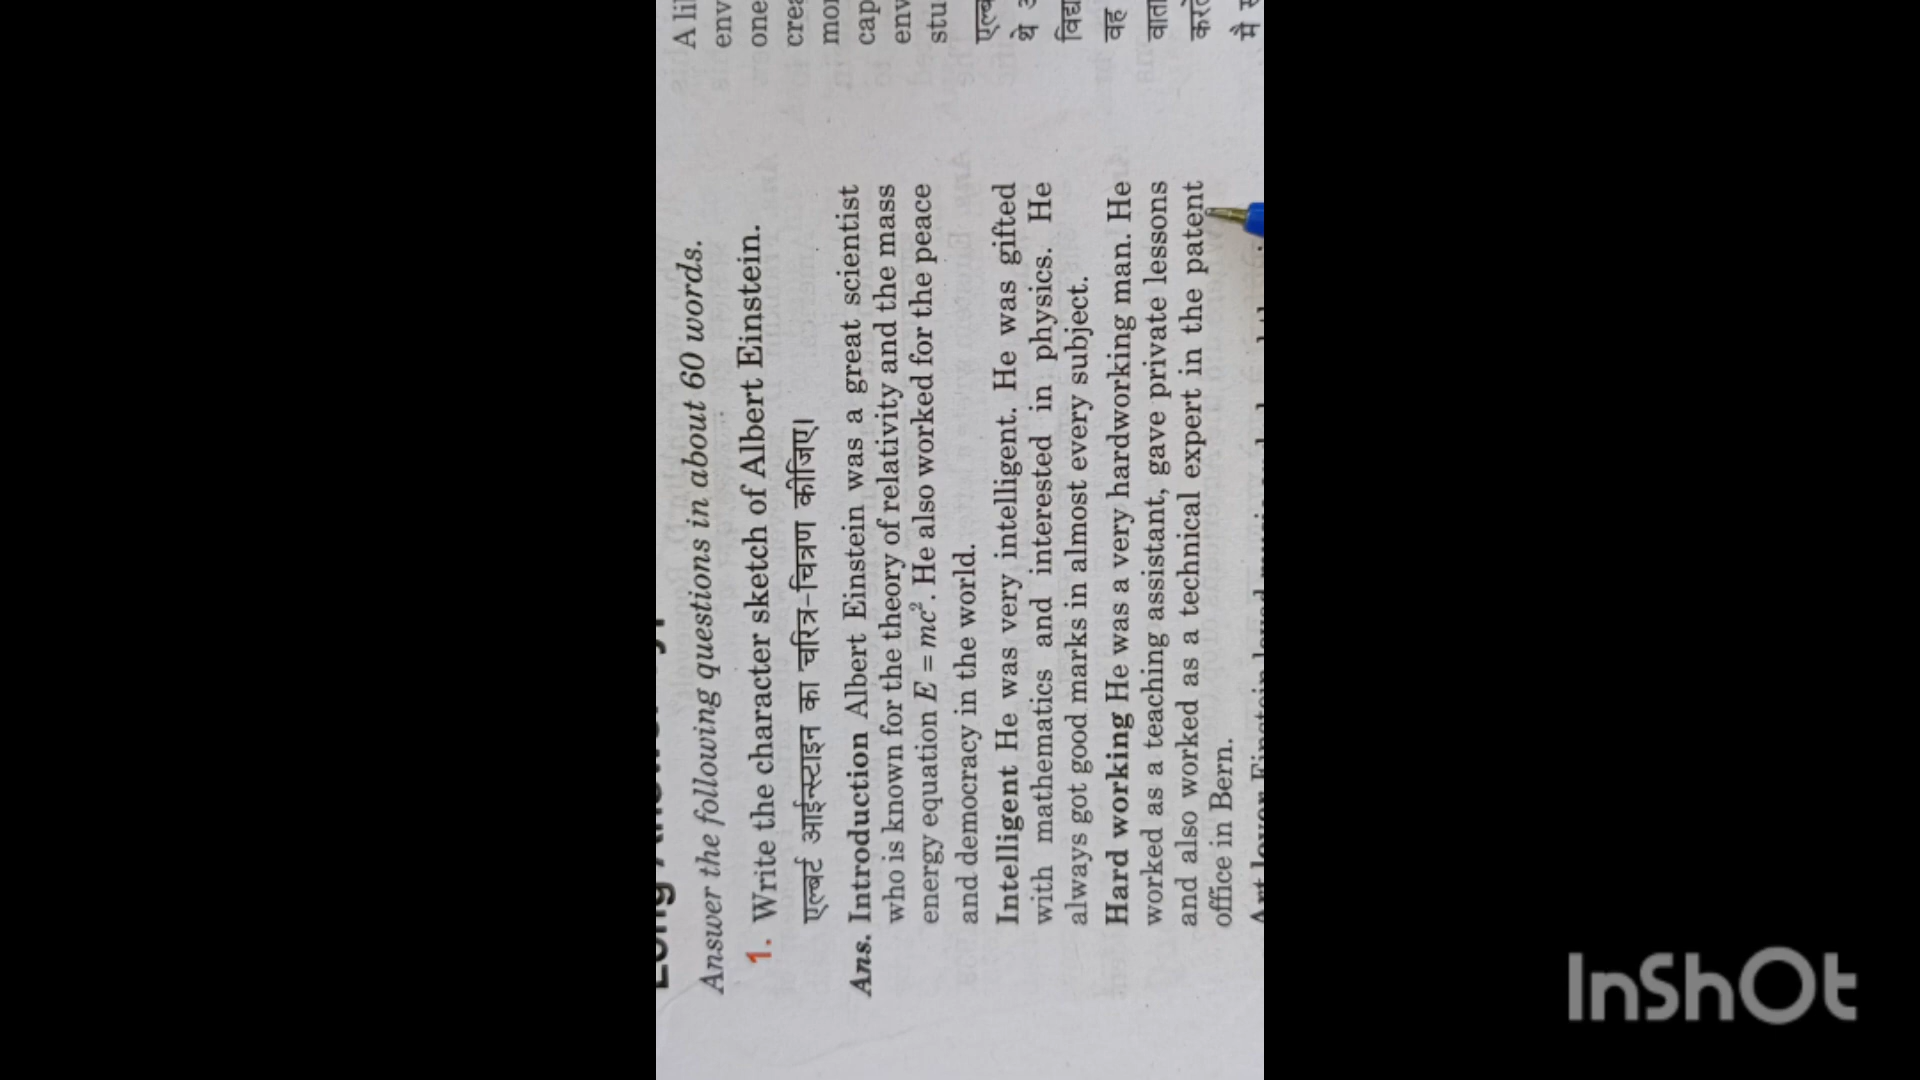 Answer the following questions in about 60 words.
1. Write the character sketch of Albert Einstein.
एल्बर्ट आईन्स्टाइन का चरित्र-चित्रण कीजिए।
Ans. Introduction Albert Einstein was a great scientist
who is known for the theory of relativity and the mass
energy equation E = mc². He also worked for the peace
and democracy in the world.
Intelligent He was very intelligent. He was gifted
with mathematics and interested in physics. He
always got good marks in almost every subject.
Hard working He was a very hardworking man. He
worked as a teaching assistant, gave private lessons
and also worked as a technical expert in the patent
office in Bern.
A
one
थे
वह
मै
InShOt